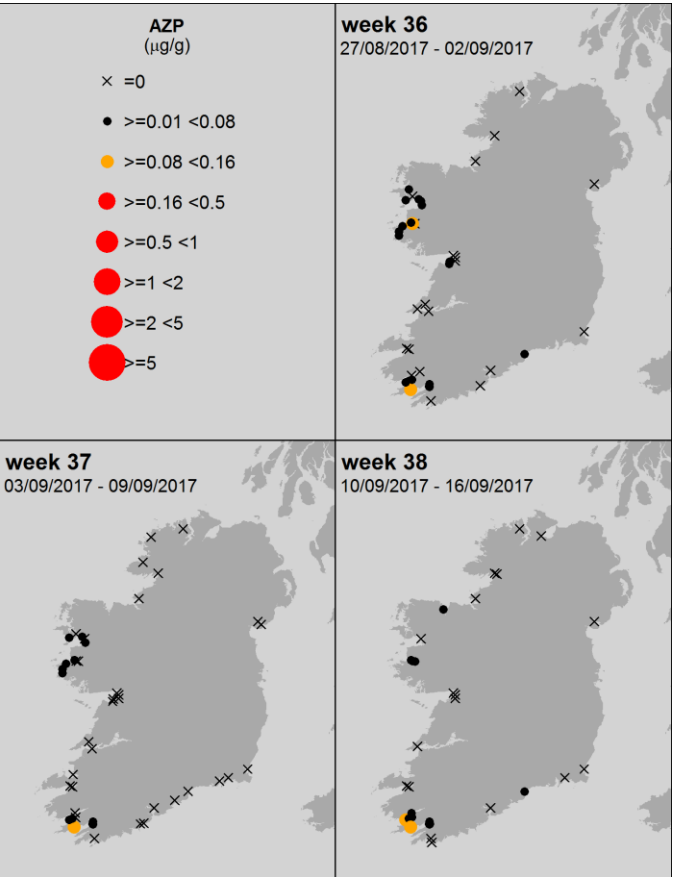 AZP
(μg/g)
=0
>=0.01 <0.08
>=0.08 <0.16
>=0.16 <0.5
>=0.5 <1
>=1 <2
>=2 <5
>=5
week 36
27/08/2017 - 02/09/2017
week 37
03/09/2017 - 09/09/2017
week 38
10/09/2017 - 16/09/2017